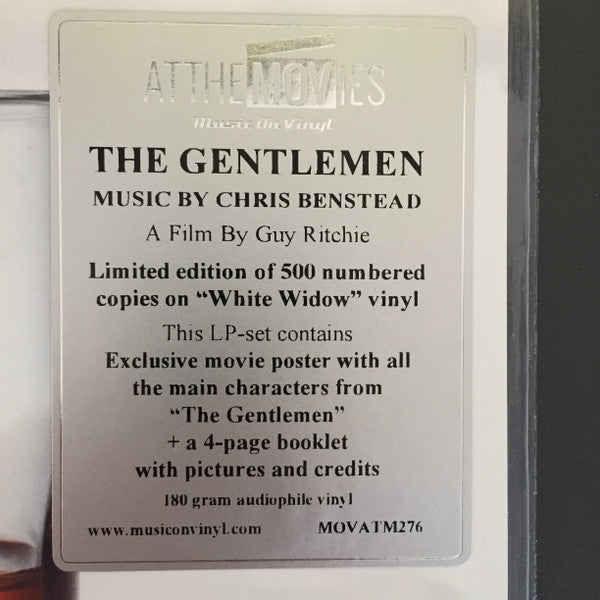 ATTHEMOVIES
Music On Vinyl
THE GENTLEMEN
MUSIC BY CHRIS BENSTEAD
A Film By Guy Ritchie
Limited edition of 500 numbered
copies on “White Widow” vinyl
This LP-set contains
Exclusive movie poster with all
the main characters from
“The Gentlemen”
+ a 4-page booklet
with pictures and credits
180 gram audiophile vinyl
www.musiconvinyl.com MOVATM276